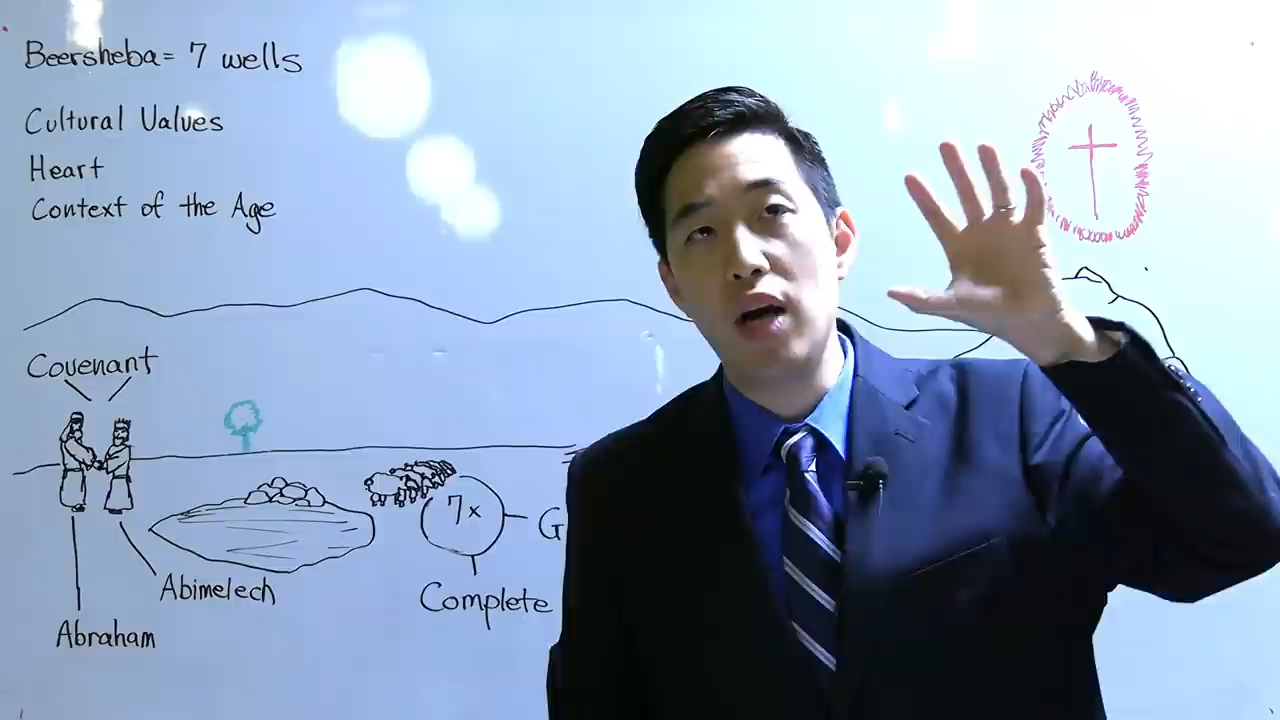 Beersheba = 7 wells
Cultural Values
Heart
Context of the Age
Covenant
7x
G
Abimelech
Complete
Abraham